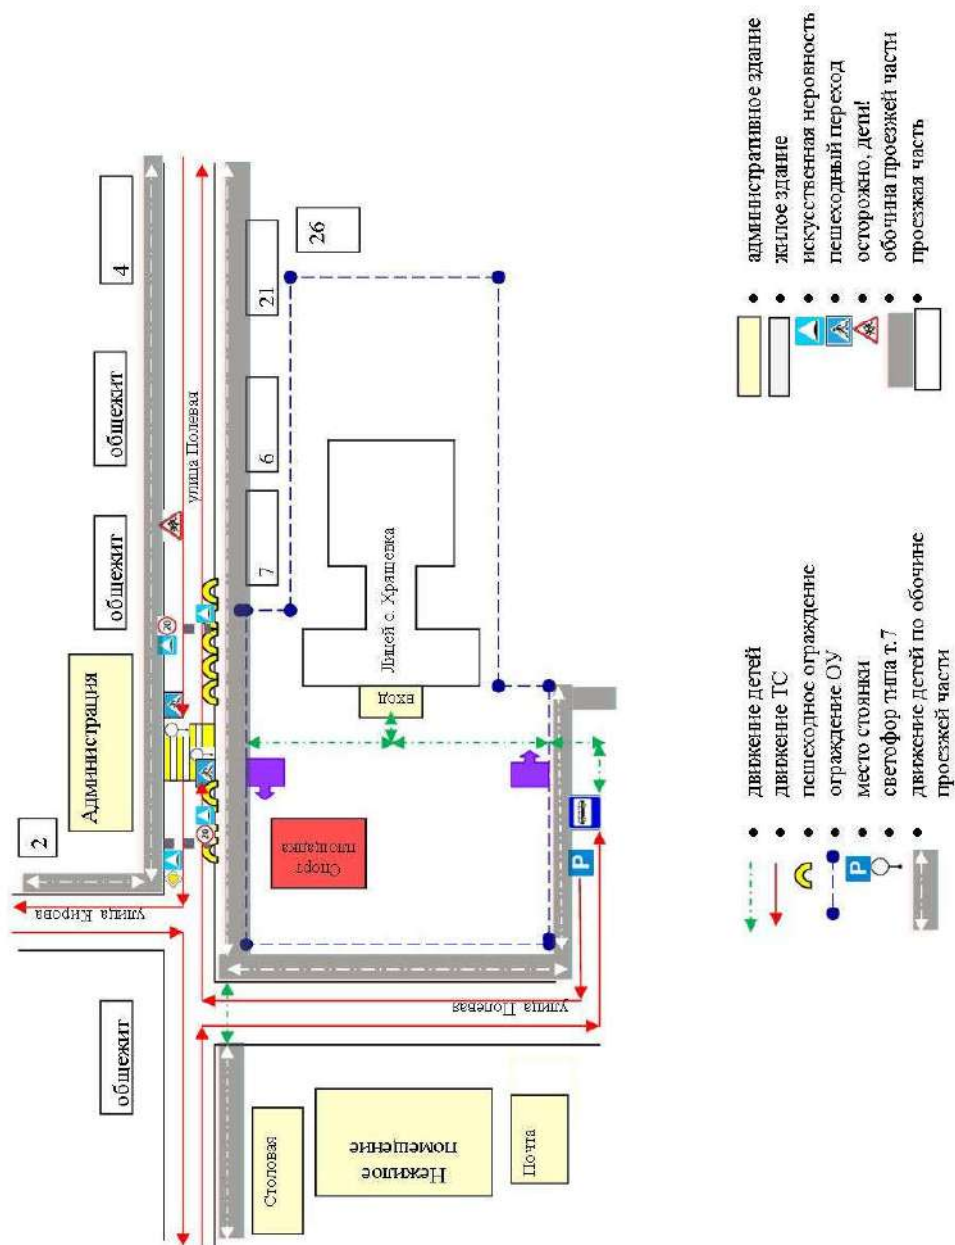 2
Администрация
общежит
общежит
4
улица Кирова
улица Полевая
общежит
7
6
21
26
Спорт
площадка
вход
Лицей с. Хрящевка
20
20
P
улица Полевая
Столовая
Нежилое
помещение
Почта
движение детей
движение ТС
пешеходное ограждение
ограждение ОУ
P
место стоянки
светофор типа т.7
движение детей по обочине
проезжей части
административное здание
жилое здание
искусственная неровность
пешеходный переход
осторожно, дети!
обочина проезжей части
проезжая часть